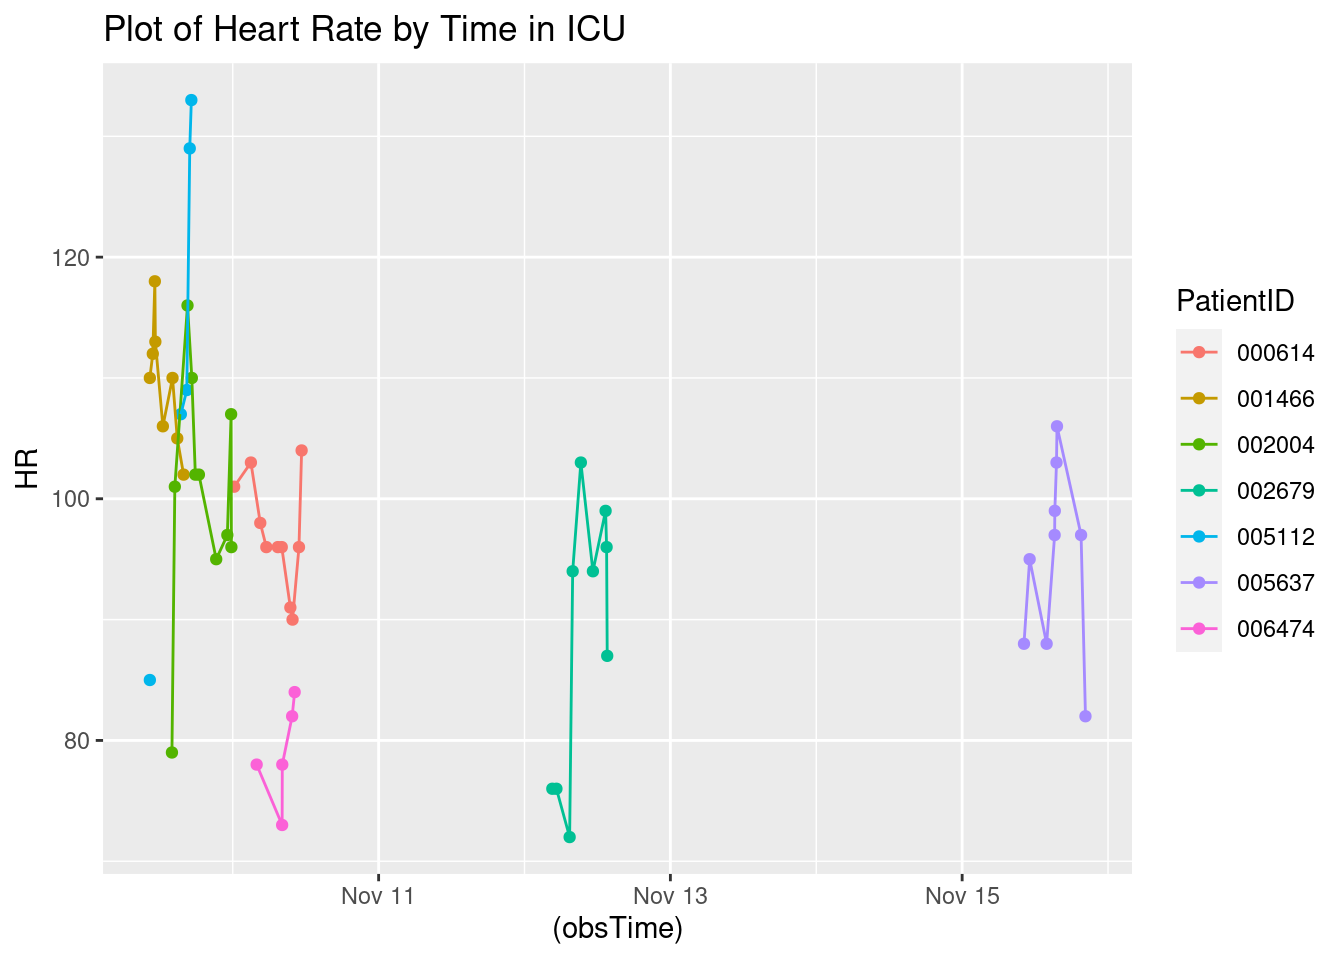 Plot of Heart Rate by Time in ICU
HR
120
100
80
Nov 11
Nov 13
Nov 15
(obsTime)
PatientID
000614
001466
002004
002679
005112
005637
006474